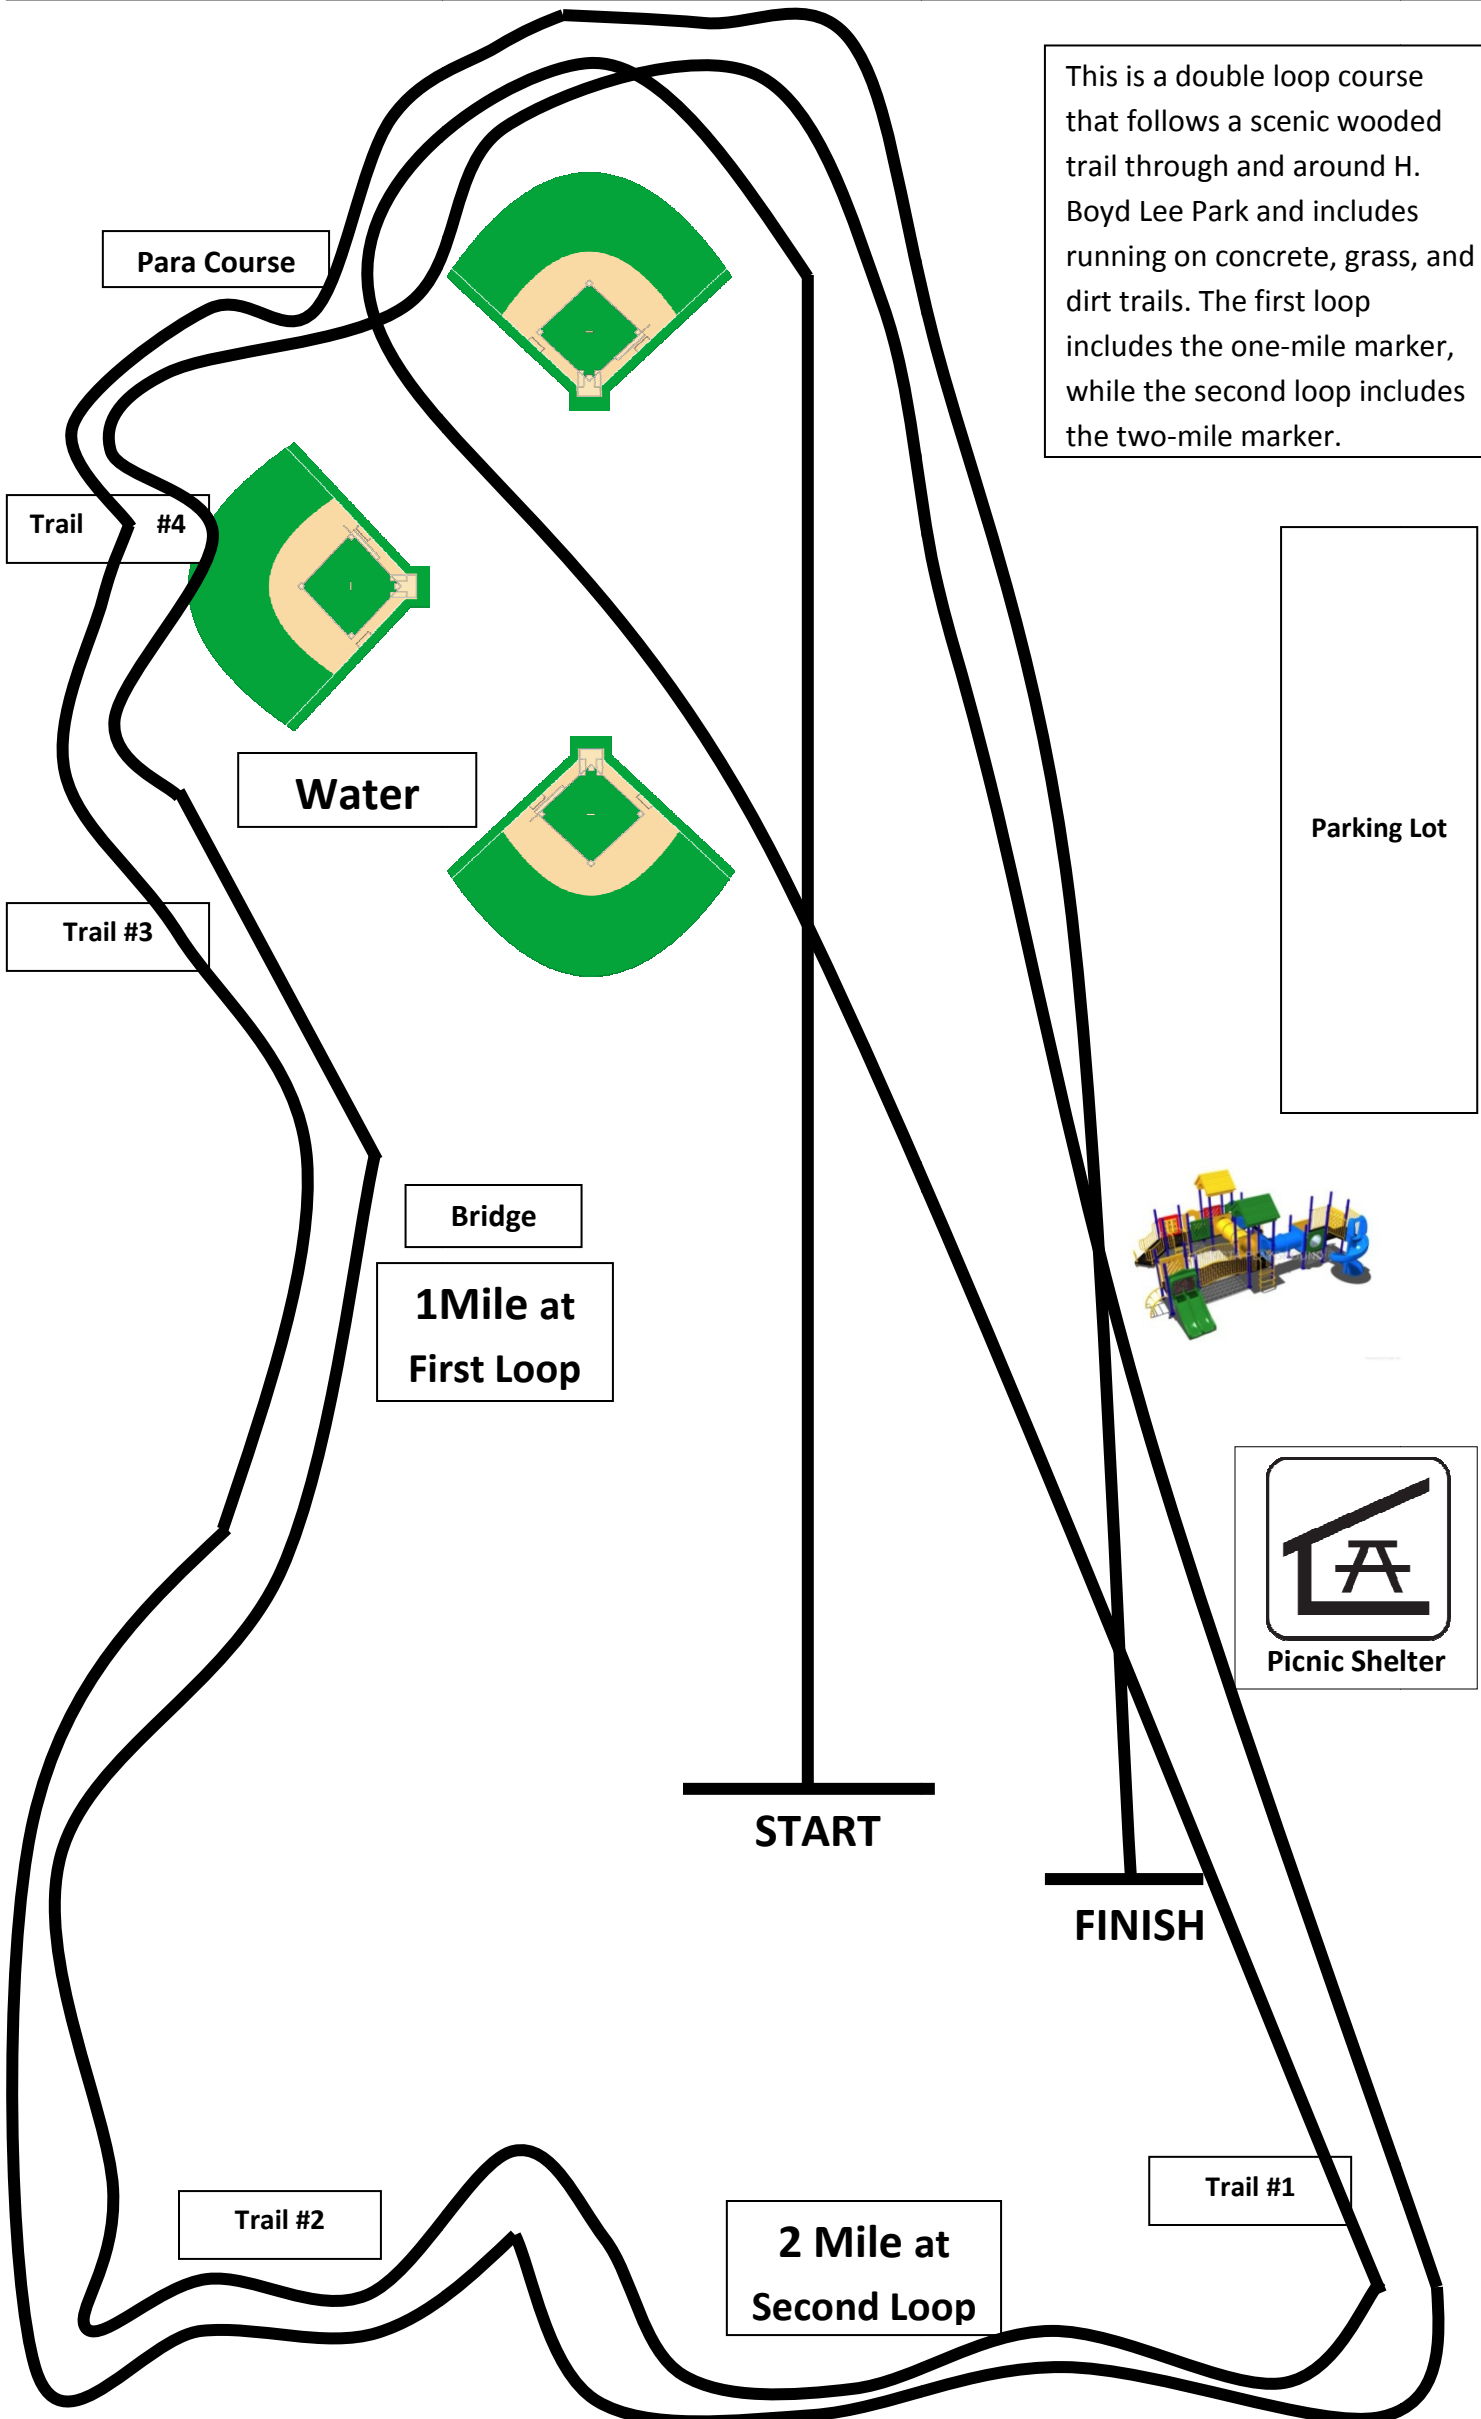 This is a double loop course
that follows a scenic wooded
trail through and around H.
Boyd Lee Park and includes
running on concrete, grass, and
dirt trails. The first loop
includes the one-mile marker,
while the second loop includes
the two-mile marker.
Para Course
Trail #4
Water
Parking Lot
Trail #3
Bridge
1Mile at
First Loop
Picnic Shelter
START
FINISH
Trail #1
Trail #2
2 Mile at
Second Loop